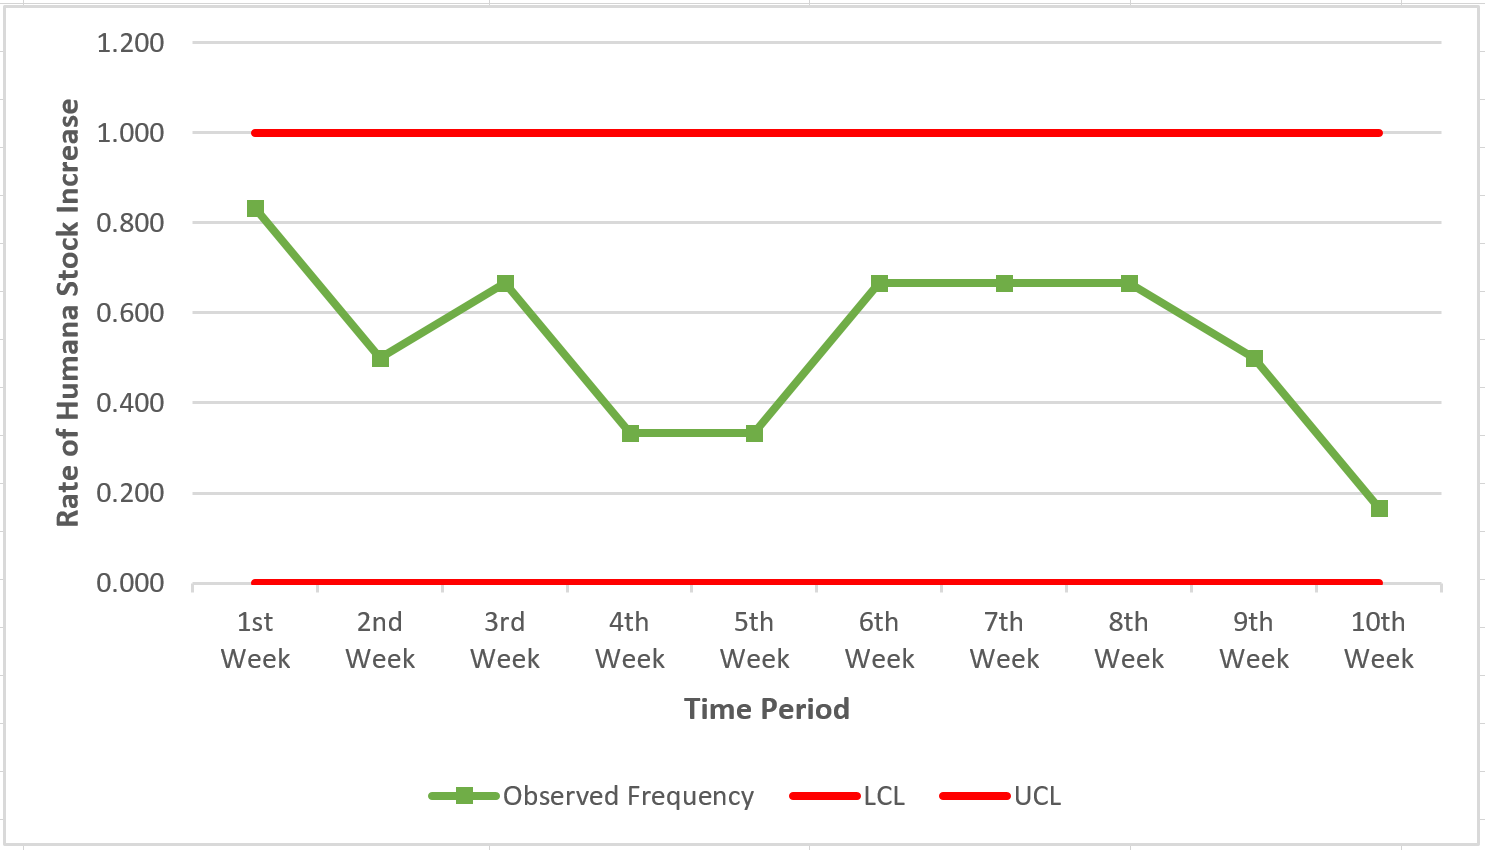 1.200
1.000
0.800
0.600
0.400
0.200
0.000
Rate of Humana Stock Increase
1st Week
2nd Week
3rd Week
4th Week
5th Week
6th Week
7th Week
8th Week
9th Week
10th Week
Time Period
Observed Frequency
LCL
UCL